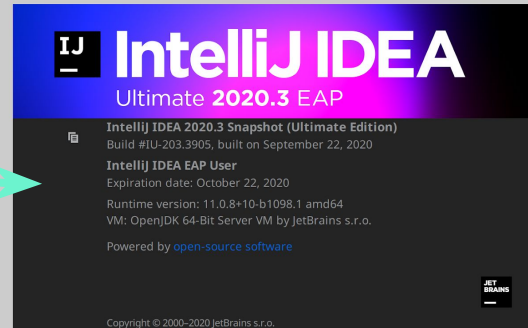 IJ
IntelliJ IDEA
Ultimate 2020.3 EAP
IntelliJ IDEA 2020.3 Snapshot (Ultimate Edition)
Build #IU-203.3905, built on September 22, 2020
IntelliJ IDEA EAP User
Expiration date: October 22, 2020
Runtime version: 11.0.8+10-b1098.1 amd64
VM: OpenJDK 64-Bit Server VM by JetBrains s.r.o.
Powered by open-source software
JET
BRAINS
Copyright © 2000–2020 JetBrains s.r.o.